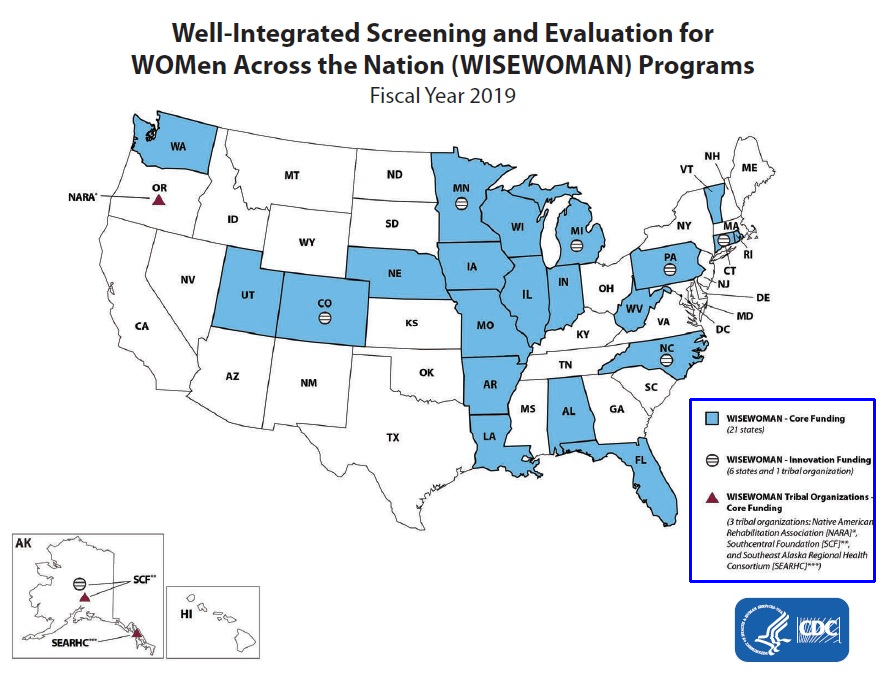 Well-Integrated Screening and Evaluation for
WOMen Across the Nation (WISEWOMAN) Programs
Fiscal Year 2019
WA
MT
ND
MN
NH
VT
ME
NARA*
OR
ID
SD
WI
MI
NY
MA
RI
CT
WY
IA
NE
PA
NJ
NV
UT
CO
IL
IN
OH
DE
MD
DC
WV
VA
CA
KS
MO
KY
NC
TN
AZ
NM
OK
AR
SC
MS
AL
GA
TX
LA
FL
WISEWOMAN - Core Funding
(21 states)
WISEWOMAN - Innovation Funding
(6 states and 1 tribal organization)
WISEWOMAN Tribal Organizations -
Core Funding
(3 tribal organizations: Native American
Rehabilitation Association [NARA]*,
Southcentral Foundation [SCF]**,
and Southeast Alaska Regional Health
Consortium [SEARHC]***)
AK
SCF**
SEARHC***
HI
CDC